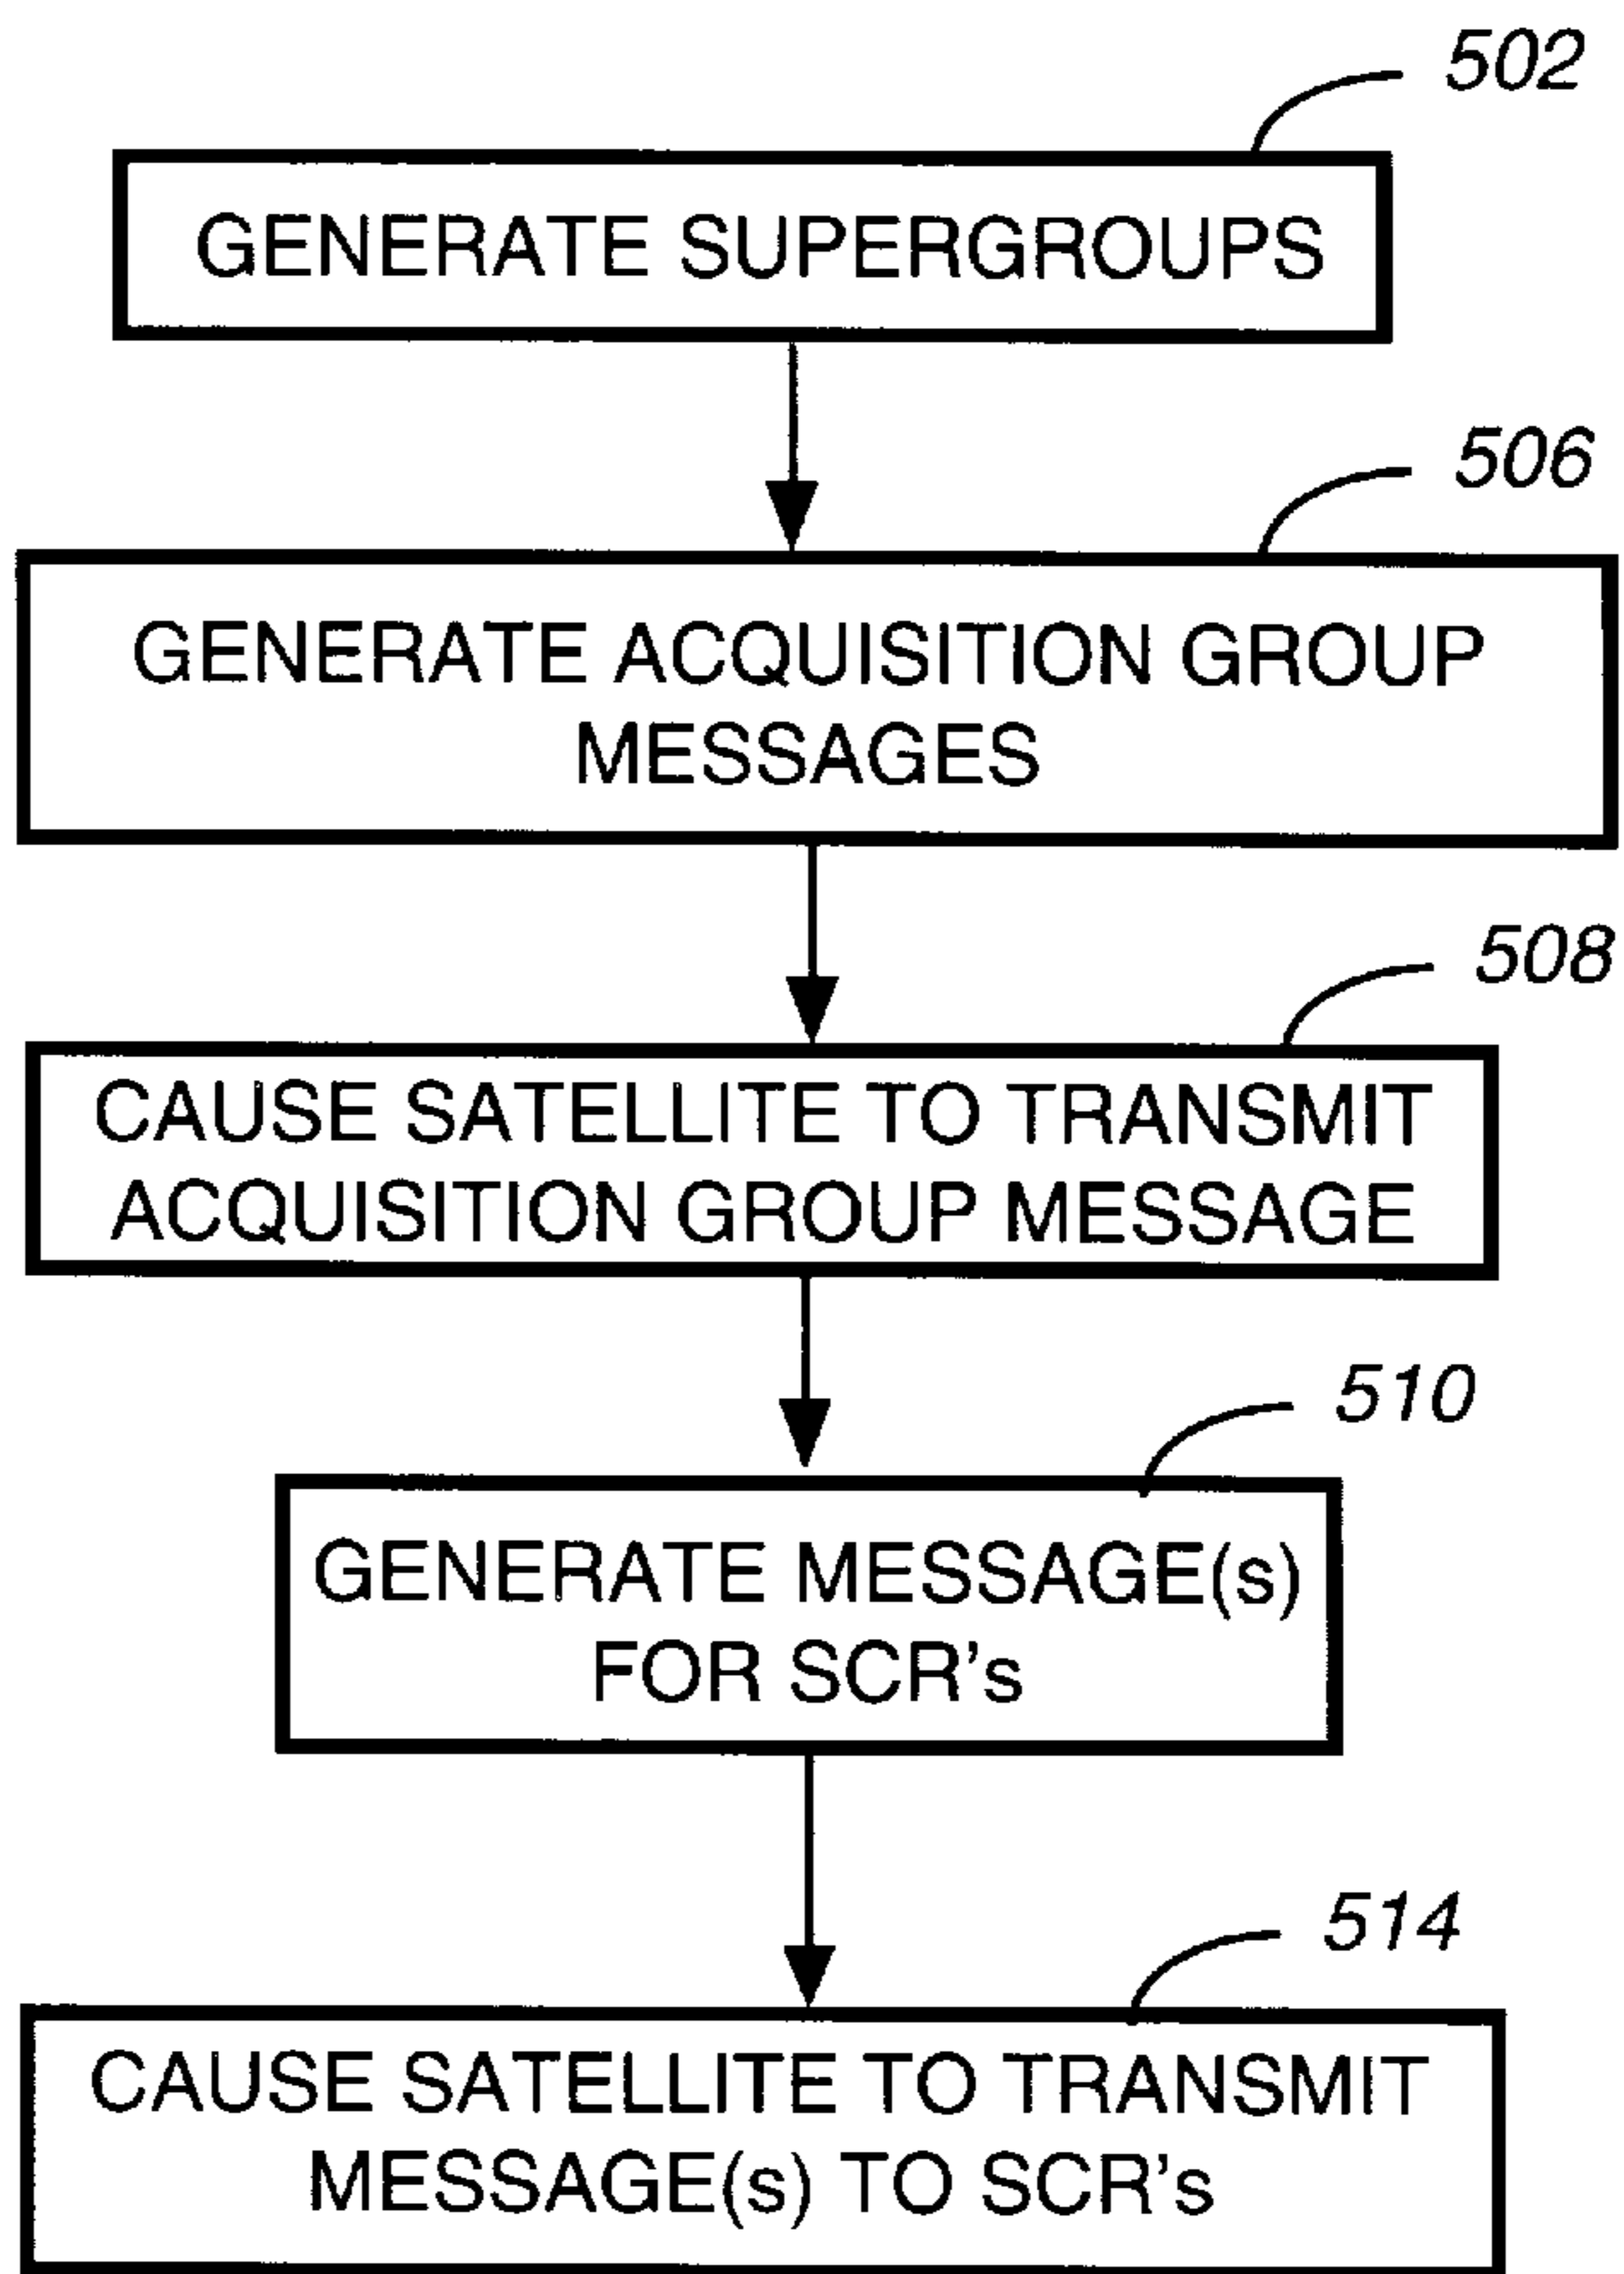 502
GENERATE SUPERGROUPS
506
GENERATE ACQUISITION GROUP
MESSAGES
508
CAUSE SATELLITE TO TRANSMIT
ACQUISITION GROUP MESSAGE
510
GENERATE MESSAGE(s)
FOR SCR's
514
CAUSE SATELLITE TO TRANSMIT
MESSAGE(s) TO SCR's